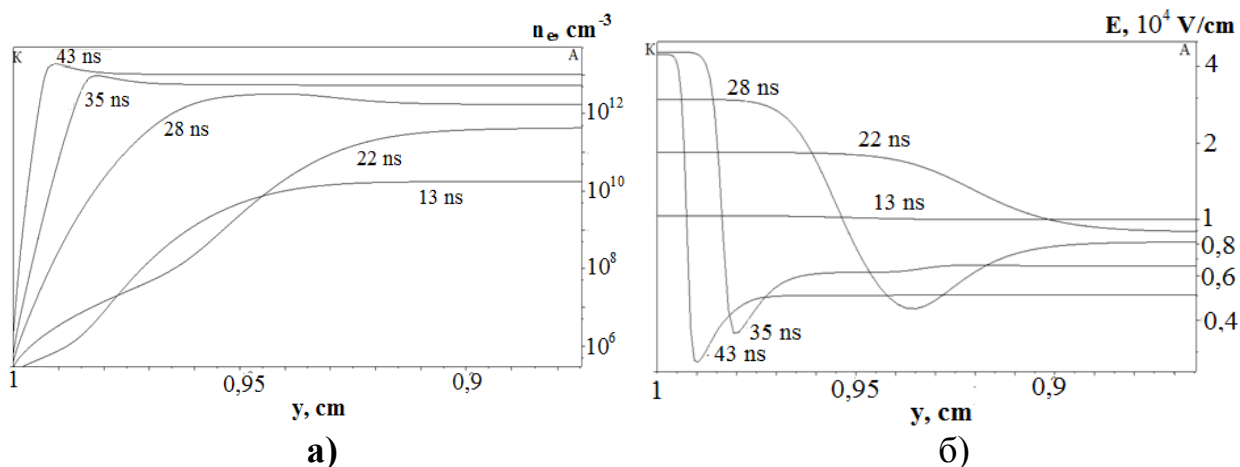 nₑ, cm⁻³
K
A
43 ns
35 ns
28 ns
22 ns
13 ns
10¹²
10¹⁰
10⁸
10⁶
1
0,95
0,9
y, cm
а)
E, 10⁴ V/cm
K
A
28 ns
22 ns
13 ns
35 ns
43 ns
4
2
1
0,8
0,6
0,4
1
0,95
0,9
y, cm
б)